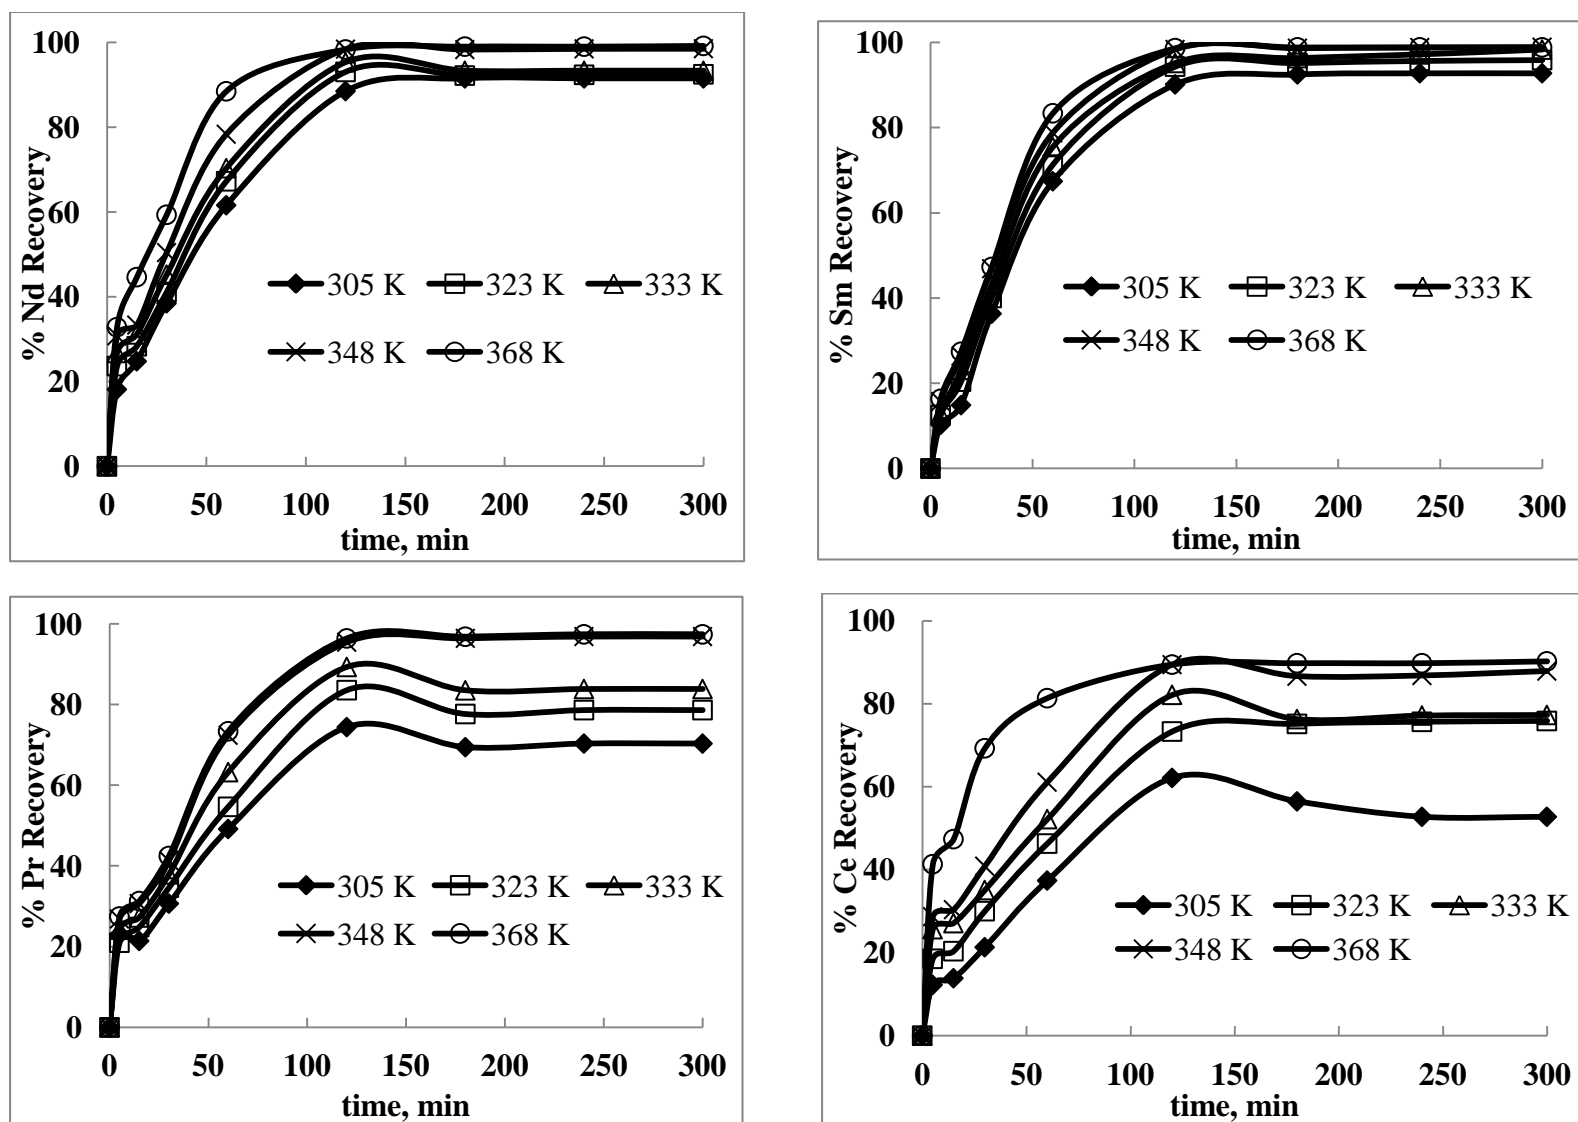 % Nd Recovery
100
80
60
40
20
0
0 50 100 150 200 250 300
time, min
305 K 323 K 333 K
348 K 368 K
% Sm Recovery
100
80
60
40
20
0
0 50 100 150 200 250 300
time, min
305 K 323 K 333 K
348 K 368 K
% Pr Recovery
100
80
60
40
20
0
0 50 100 150 200 250 300
time, min
305 K 323 K 333 K
348 K 368 K
% Ce Recovery
100
80
60
40
20
0
0 50 100 150 200 250 300
time, min
305 K 323 K 333 K
348 K 368 K